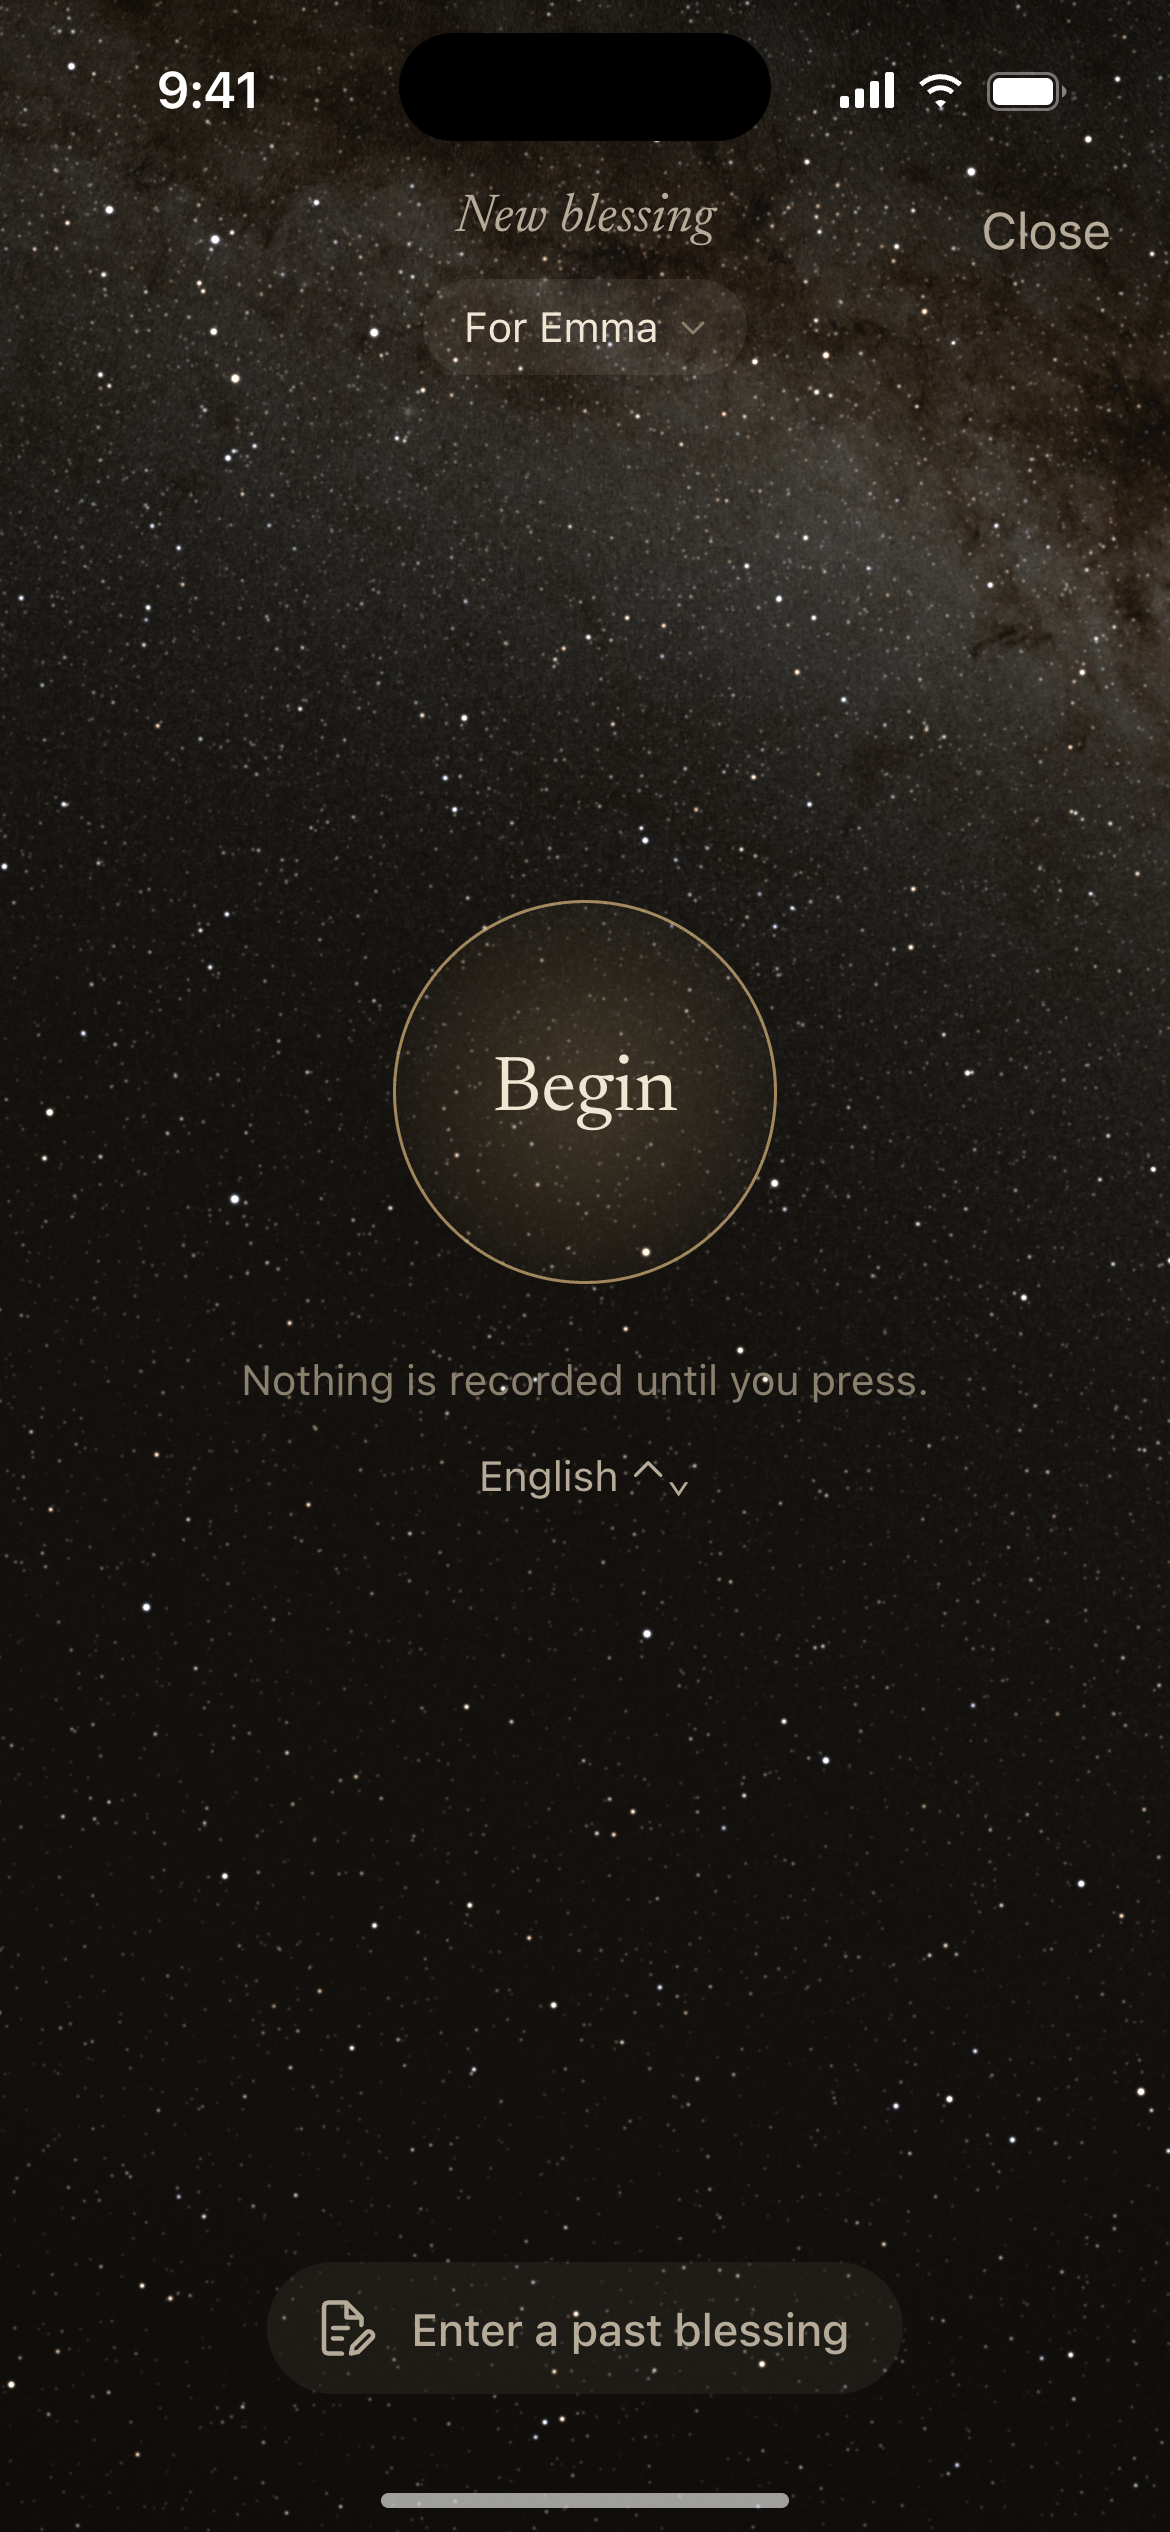 9:41
New blessing
Close
For Emma
Begin
Nothing is recorded until you press.
English
Enter a past blessing